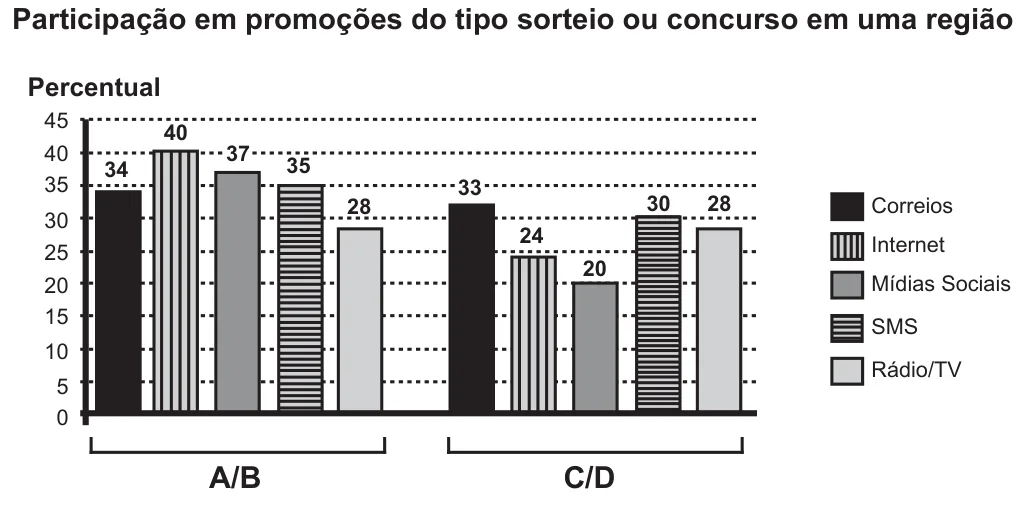 Participação em promoções do tipo sorteio ou concurso em uma região
Percentual
45
40
35
30
25
20
15
10
5
0
34
40
37
35
28
33
24
20
30
28
A/B
C/D
Correios
Internet
Mídias Sociais
SMS
Rádio/TV